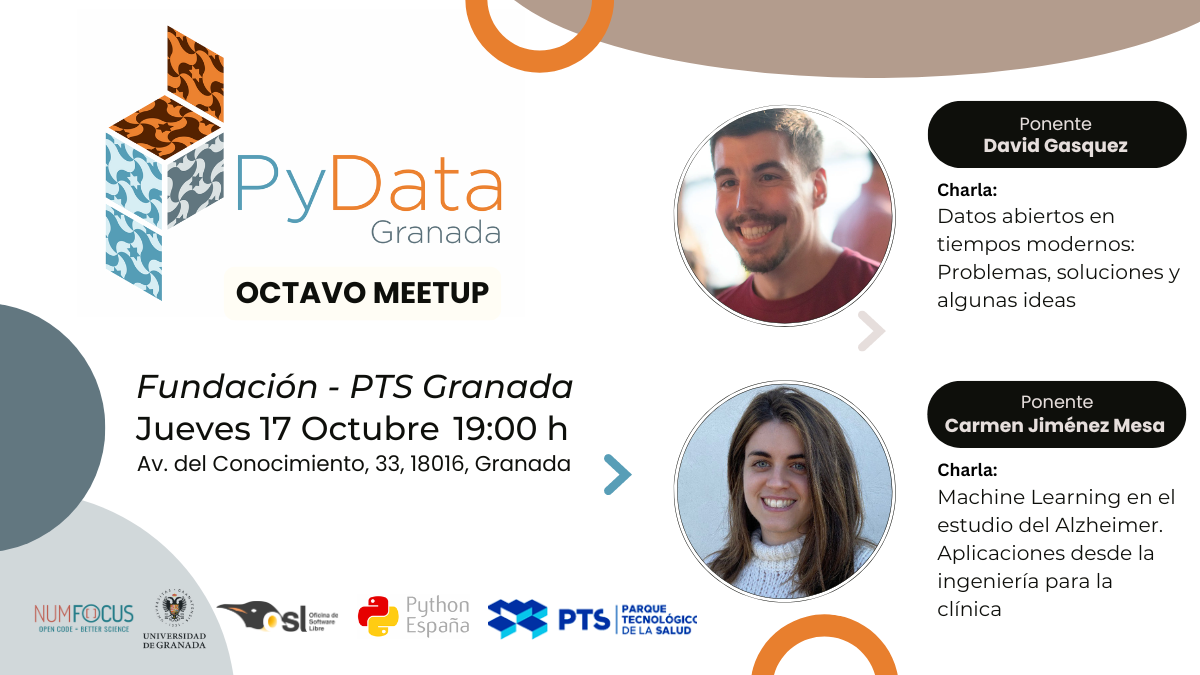 PyData
Granada
OCTAVO MEETUP
Fundación - PTS Granada
Jueves 17 Octubre 19:00 h
Av. del Conocimiento, 33, 18016, Granada
Ponente
David Gasquez
Charla:
Datos abiertos en
tiempos modernos:
Problemas, soluciones y
algunas ideas
Ponente
Carmen Jiménez Mesa
Charla:
Machine Learning en el
estudio del Alzheimer.
Aplicaciones desde la
ingeniería para la
clínica
NUMFOCUS
OPEN CODE = BETTER SCIENCE
UNIVERSIDAD
DE GRANADA
osl
Oficina de
Software
Libre
Python
España
PTS
PARQUE
TECNOLÓGICO
DE LA SALUD